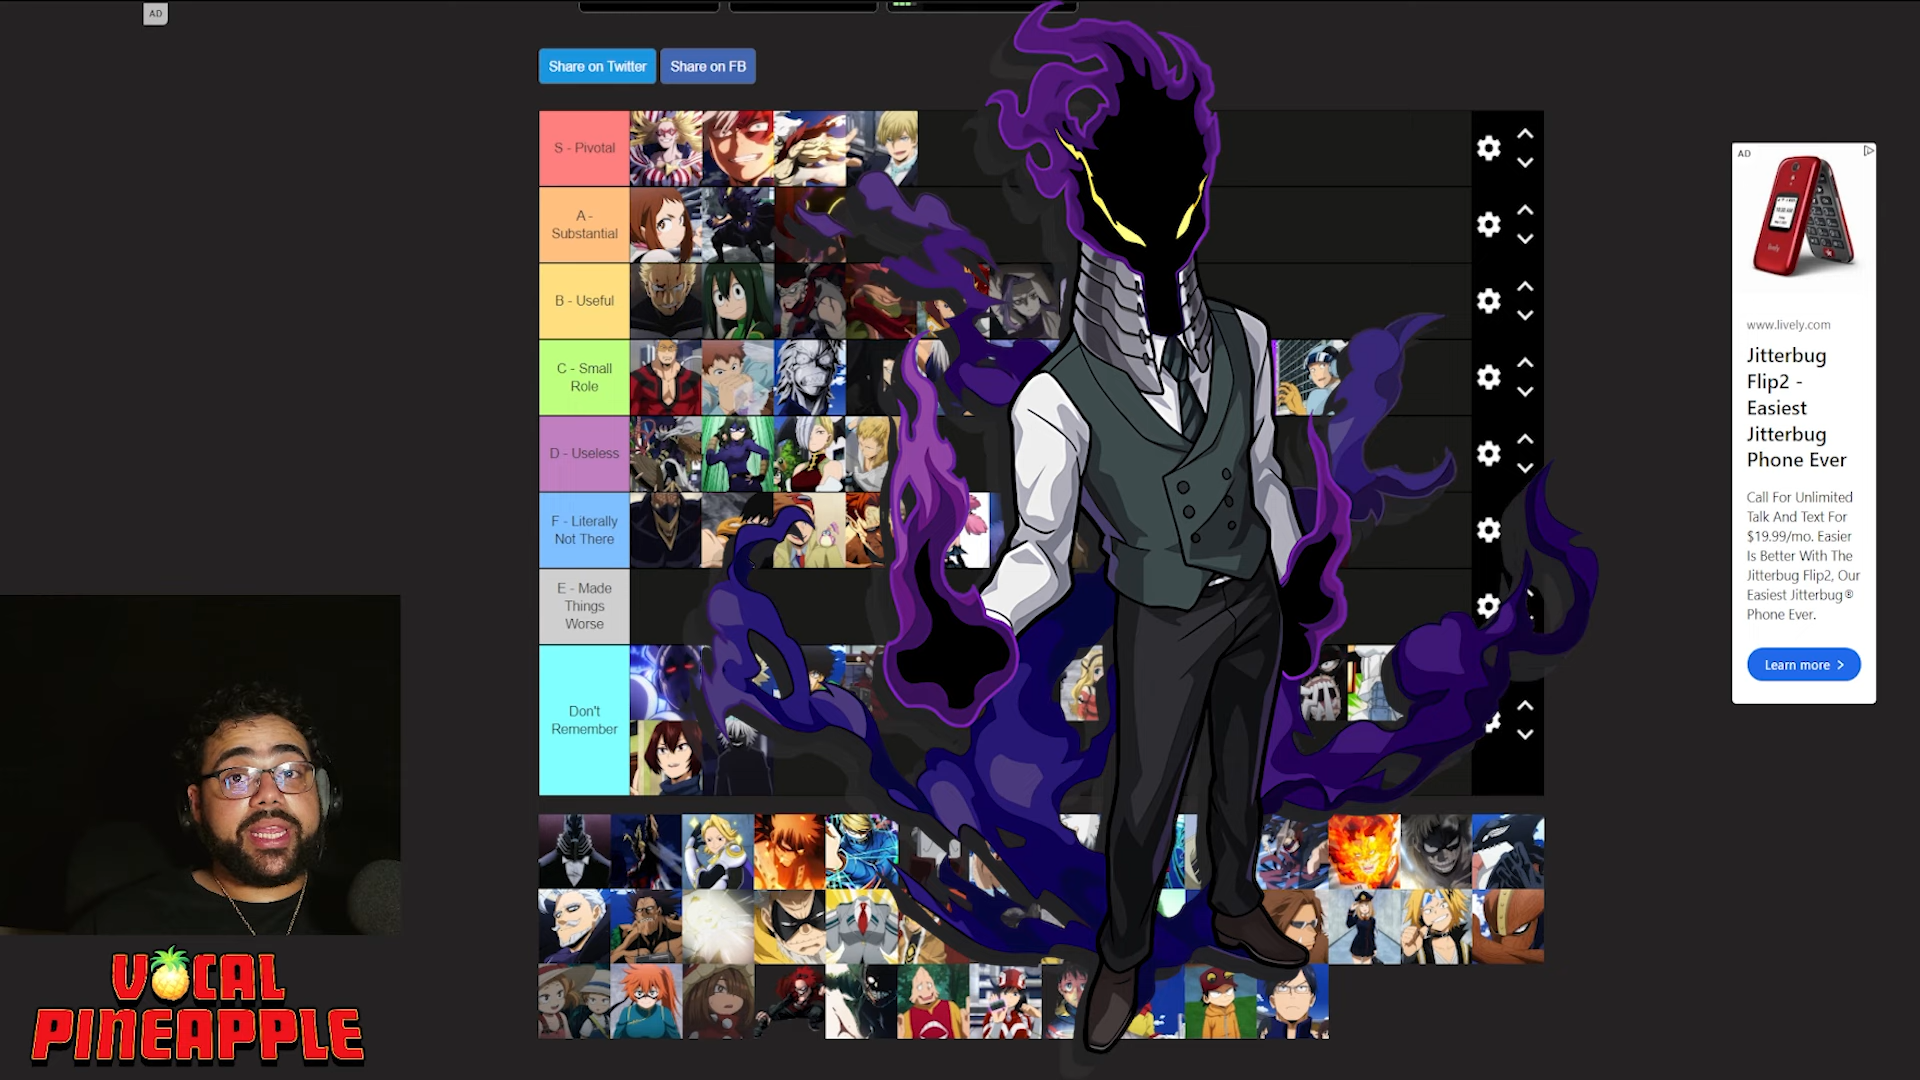 AD
Share on Twitter
Share on FB
S - Pivotal
A -
Substantial
B - Useful
C - Small
Role
D - Useless
F - Literally
Not There
E - Made
Things
Worse
Don't
Remember
AD
www.lively.com
Jitterbug
Flip2 -
Easiest
Jitterbug
Phone Ever
Call For Unlimited
Talk And Text For
$19.99/mo. Easier
Is Better With The
Jitterbug Flip2, Our
Easiest Jitterbug®
Phone Ever.
Learn more >
VOCAL
PINEAPPLE